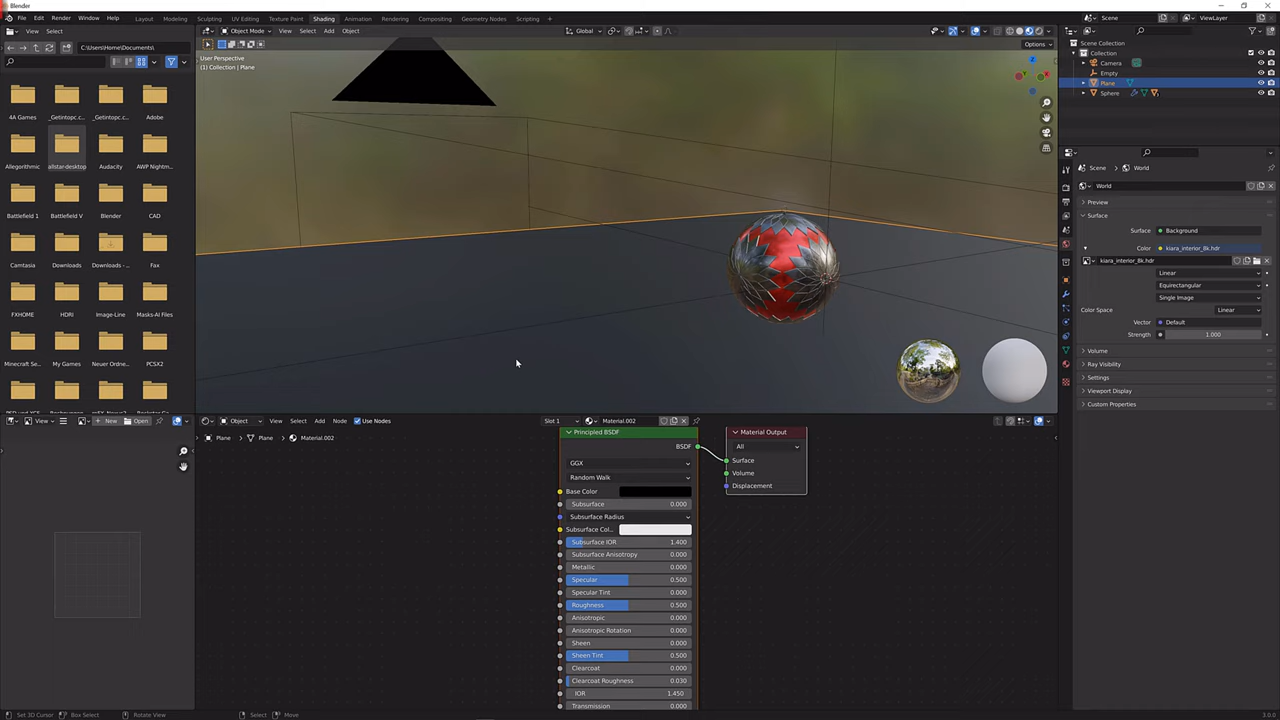 Blender
File Edit Render Window Help Layout Modeling Sculpting UV Editing Texture Paint Shading Animation Rendering Compositing Geometry Nodes Scripting Scene ViewLayer
View Select C:\Users\Home\Documents\ Object Mode View Select Add Object Global Options
User Perspective
(1) Collection | Plane
4A Games _Getintopc.c... _Getintopc.c... Adobe
Allegorithmic allstar-desktop Audacity AWP Nightm...
Battlefield 1 Battlefield V Blender CAD
Camtasia Downloads Downloads -... Fax
FXHOME HDRI Image-Line Masks-AI Files
Minecraft Se... My Games Neuer Ordne... PCSX2
Scene Collection
Collection
Camera
Empty
Plane
Sphere
Scene World
World
Preview
Surface
Surface Background
Color kiara_interior_8k.hdr
kiara_interior_8k.hdr
Linear
Equirectangular
Single Image
Color Space Linear
Vector Default
Strength 1.000
Volume
Ray Visibility
Settings
Viewport Display
Custom Properties
View New Open Object View Select Add Node Use Nodes Slot 1 Material.002
Plane Plane Material.002
Principled BSDF
BSDF
GGX
Random Walk
Base Color
Subsurface 0.000
Subsurface Radius
Subsurface Col...
Subsurface IOR 1.400
Subsurface Anisotropy 0.000
Metallic 0.000
Specular 0.500
Specular Tint 0.000
Roughness 0.500
Anisotropic 0.000
Anisotropic Rotation 0.000
Sheen 0.000
Sheen Tint 0.500
Clearcoat 0.000
Clearcoat Roughness 0.030
IOR 1.450
Transmission 0.000
Material Output
All
Surface
Volume
Displacement
Set 3D Cursor Box Select Rotate View Select Move 3.0.0